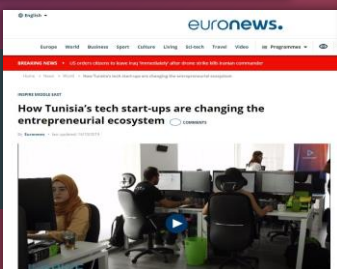 English
euronews.
Europe World Business Sport Culture Living Sci-tech Travel Video Programmes
BREAKING NEWS • US orders citizens to leave Iraq 'immediately' after drone strike kills Iranian commander
Home > News > World > How Tunisia's tech start-ups are changing the entrepreneurial ecosystem
INSPIRE MIDDLE EAST
How Tunisia's tech start-ups are changing the
entrepreneurial ecosystem COMMENTS
By Euronews • last updated: